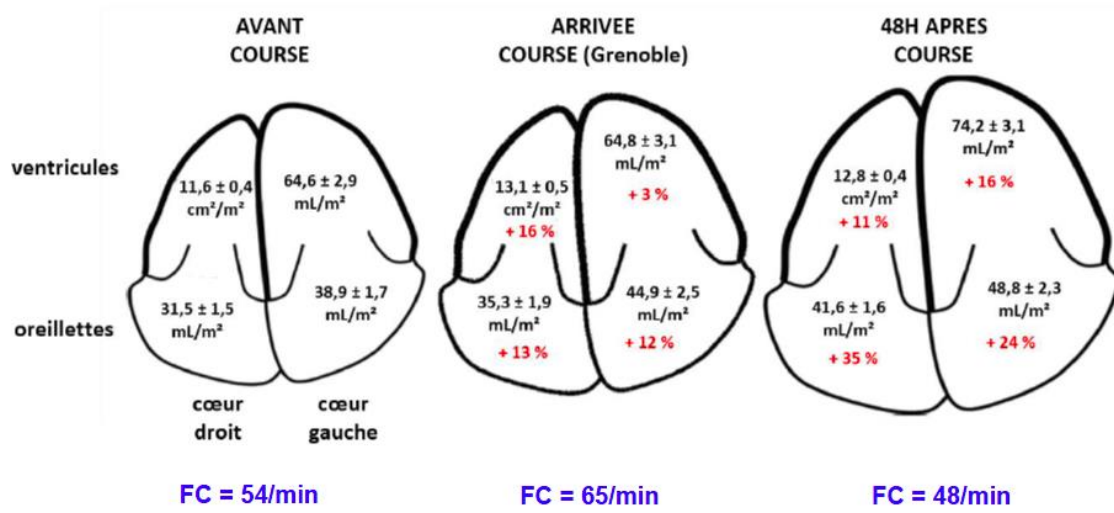 AVANT
COURSE
ARRIVEE
COURSE (Grenoble)
48H APRES
COURSE
ventricules
11,6 ± 0,4
cm²/m²
64,6 ± 2,9
mL/m²
13,1 ± 0,5
cm²/m²
+ 16 %
64,8 ± 3,1
mL/m²
+ 3 %
12,8 ± 0,4
cm²/m²
+ 11 %
74,2 ± 3,1
mL/m²
+ 16 %
oreillettes
31,5 ± 1,5
mL/m²
38,9 ± 1,7
mL/m²
35,3 ± 1,9
mL/m²
+ 13 %
44,9 ± 2,5
mL/m²
+ 12 %
41,6 ± 1,6
mL/m²
+ 35 %
48,8 ± 2,3
mL/m²
+ 24 %
cœur
droit
cœur
gauche
FC = 54/min
FC = 65/min
FC = 48/min